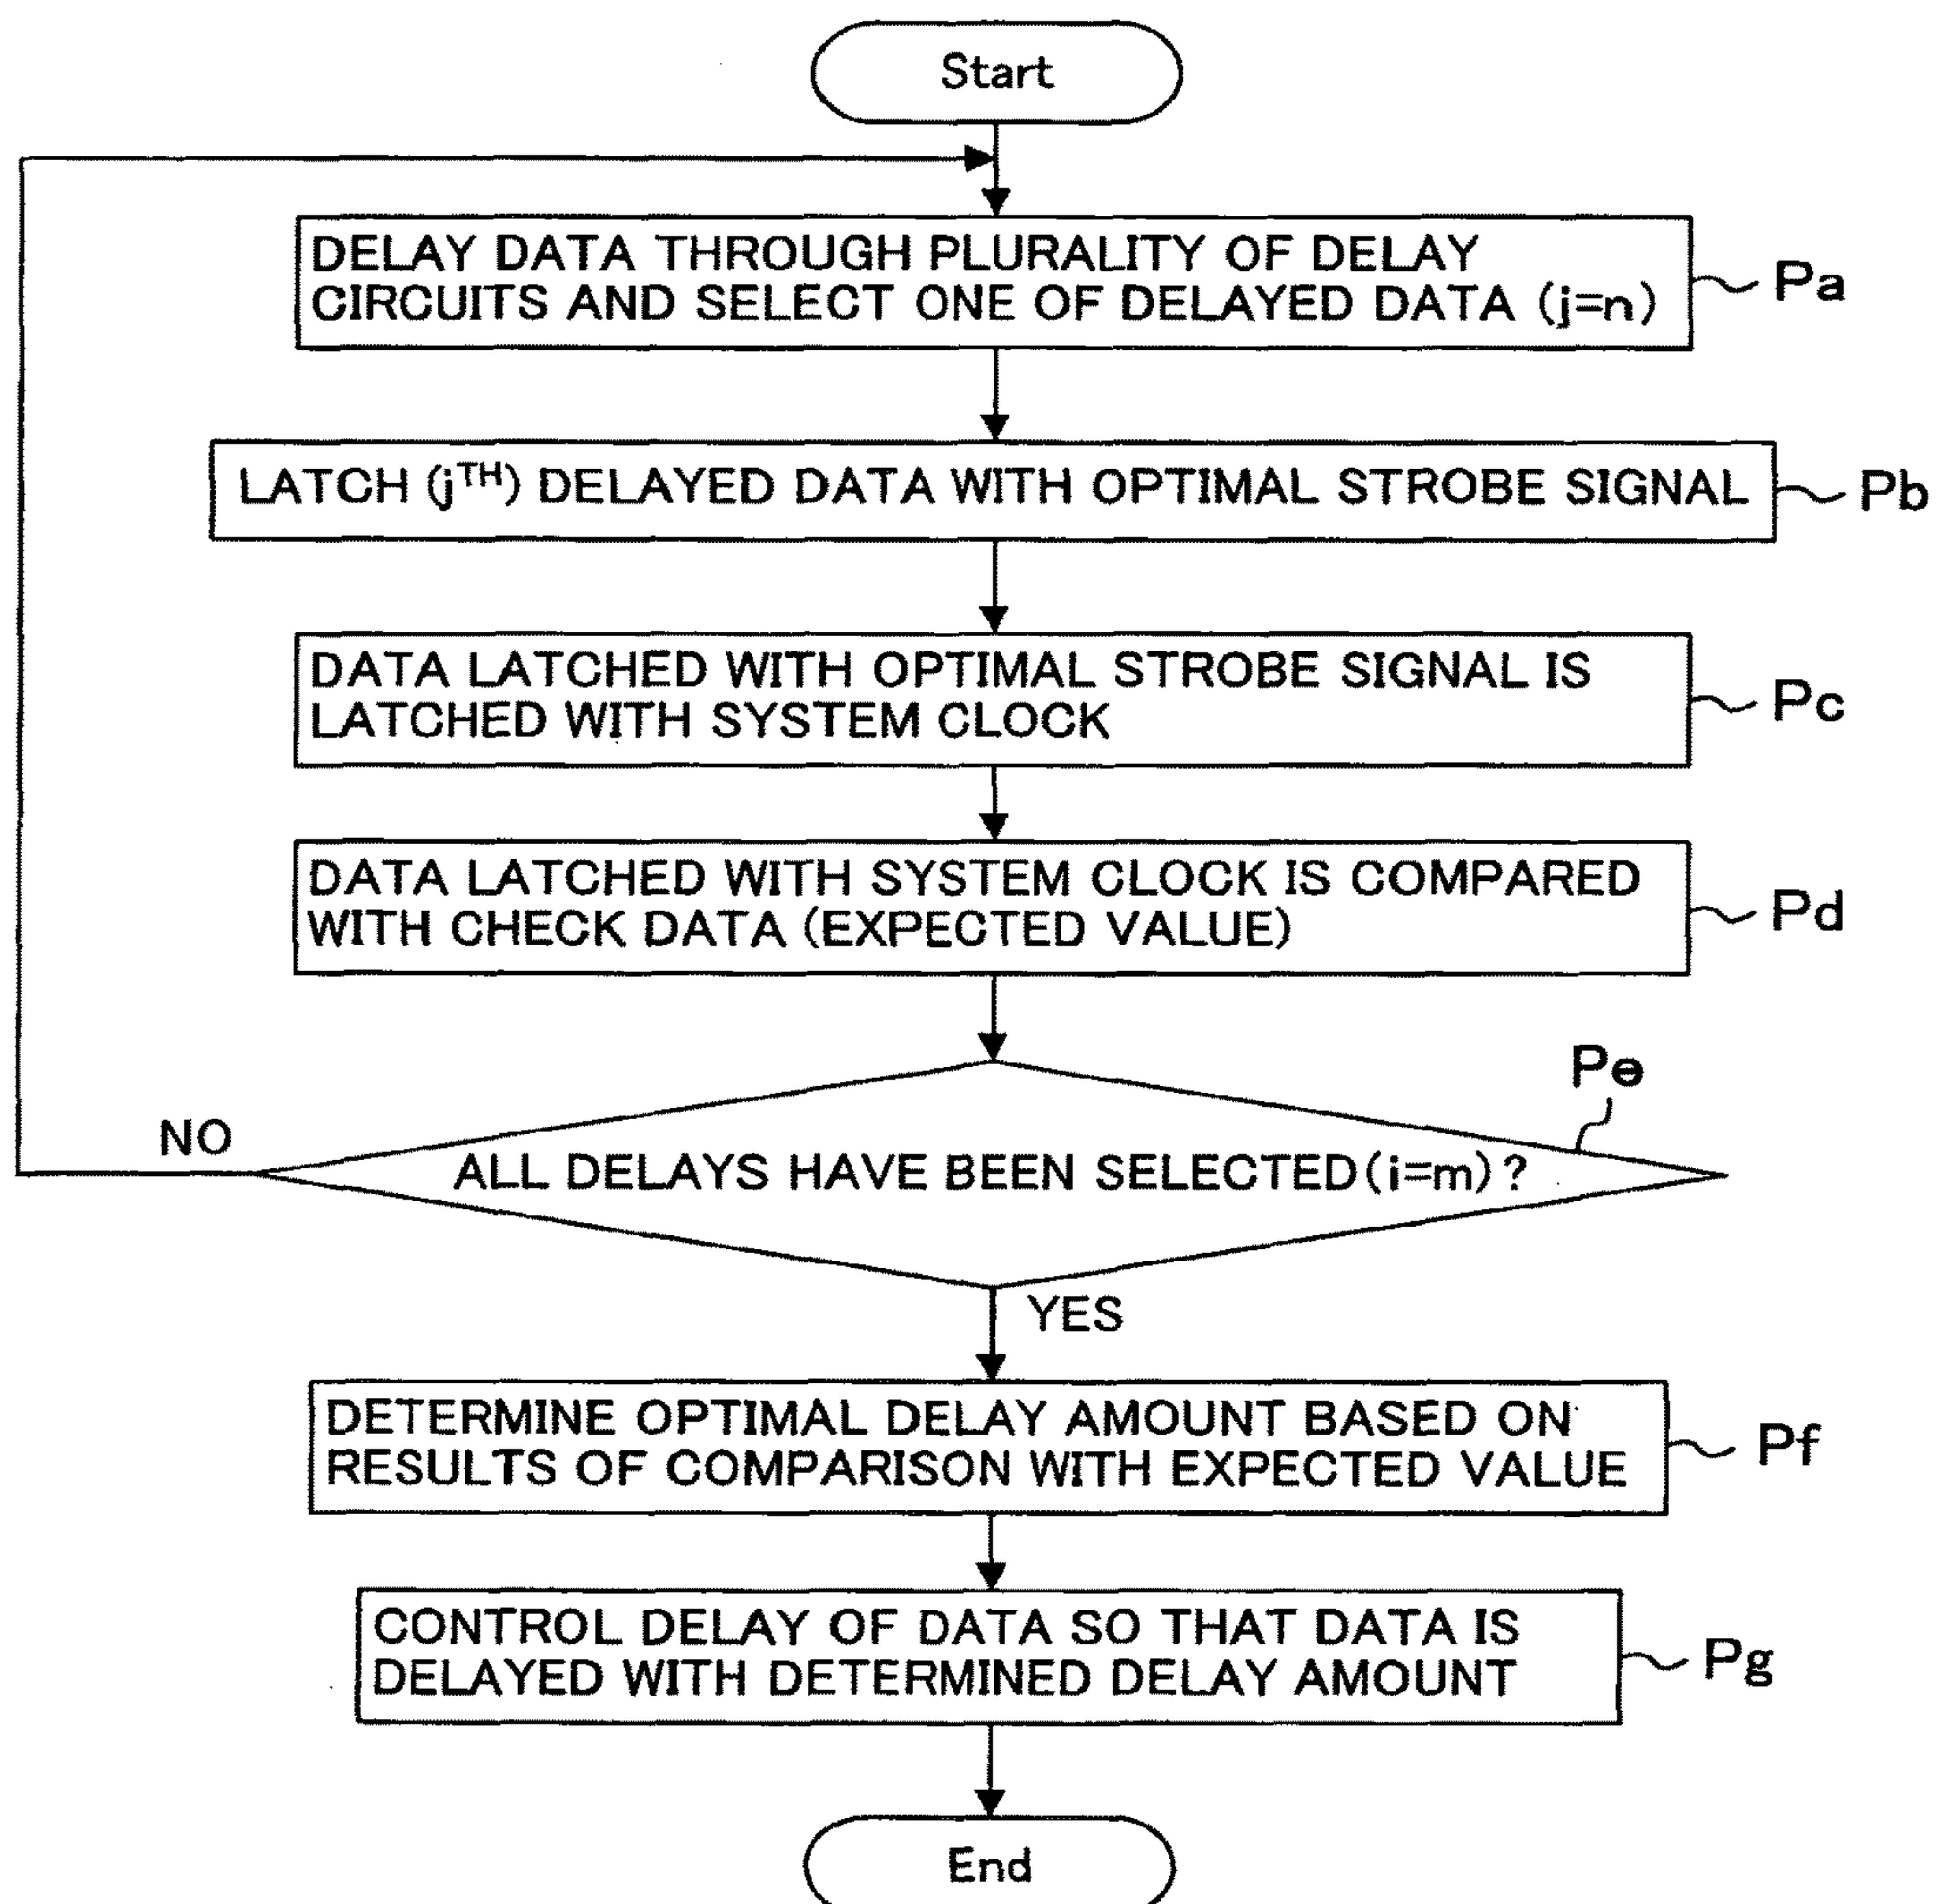 Start
DELAY DATA THROUGH PLURALITY OF DELAY
CIRCUITS AND SELECT ONE OF DELAYED DATA (j=n)
Pa
LATCH (jTH) DELAYED DATA WITH OPTIMAL STROBE SIGNAL
Pb
DATA LATCHED WITH OPTIMAL STROBE SIGNAL IS
LATCHED WITH SYSTEM CLOCK
Pc
DATA LATCHED WITH SYSTEM CLOCK IS COMPARED
WITH CHECK DATA (EXPECTED VALUE)
Pd
Pe
NO
ALL DELAYS HAVE BEEN SELECTED(i=m)?
YES
DETERMINE OPTIMAL DELAY AMOUNT BASED ON
RESULTS OF COMPARISON WITH EXPECTED VALUE
Pf
CONTROL DELAY OF DATA SO THAT DATA IS
DELAYED WITH DETERMINED DELAY AMOUNT
Pg
End